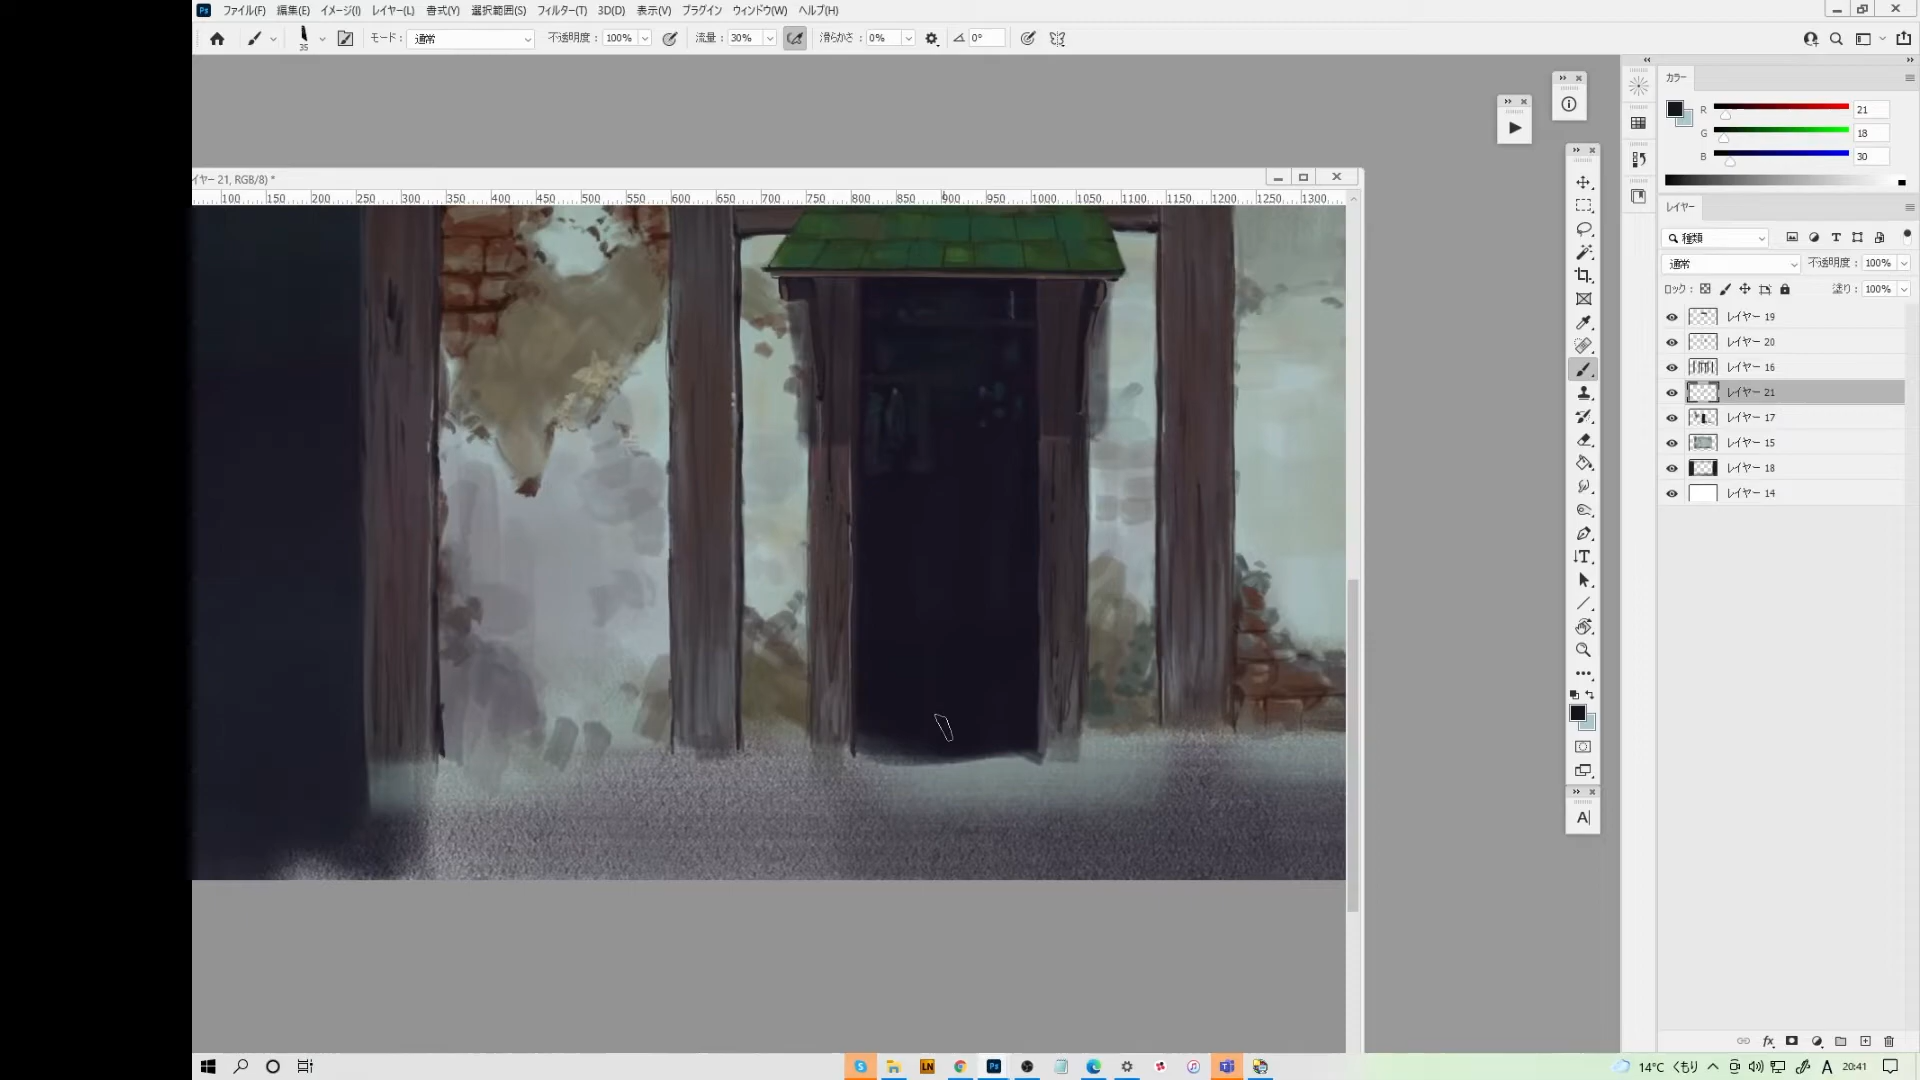 Ps ファイル(F) 編集(E) イメージ(I) レイヤー(L) 書式(Y) 選択範囲(S) フィルター(T) 3D(D) 表示(V) プラグイン ウィンドウ(W) ヘルプ(H)
35 モード: 通常 不透明度: 100% 流量: 30% 滑らかさ: 0% 0°
カラー
R 21
G 18
B 30
イヤー 21, RGB/8) *
100 150 200 250 300 350 400 450 500 550 600 650 700 750 800 850 900 950 1000 1050 1100 1150 1200 1250 1300
レイヤー
種類
通常 不透明度: 100%
ロック: 塗り: 100%
レイヤー 19
レイヤー 20
レイヤー 16
レイヤー 21
レイヤー 17
レイヤー 15
レイヤー 18
レイヤー 14
T
A
fx
LN Ps
14°C くもり A 20:41